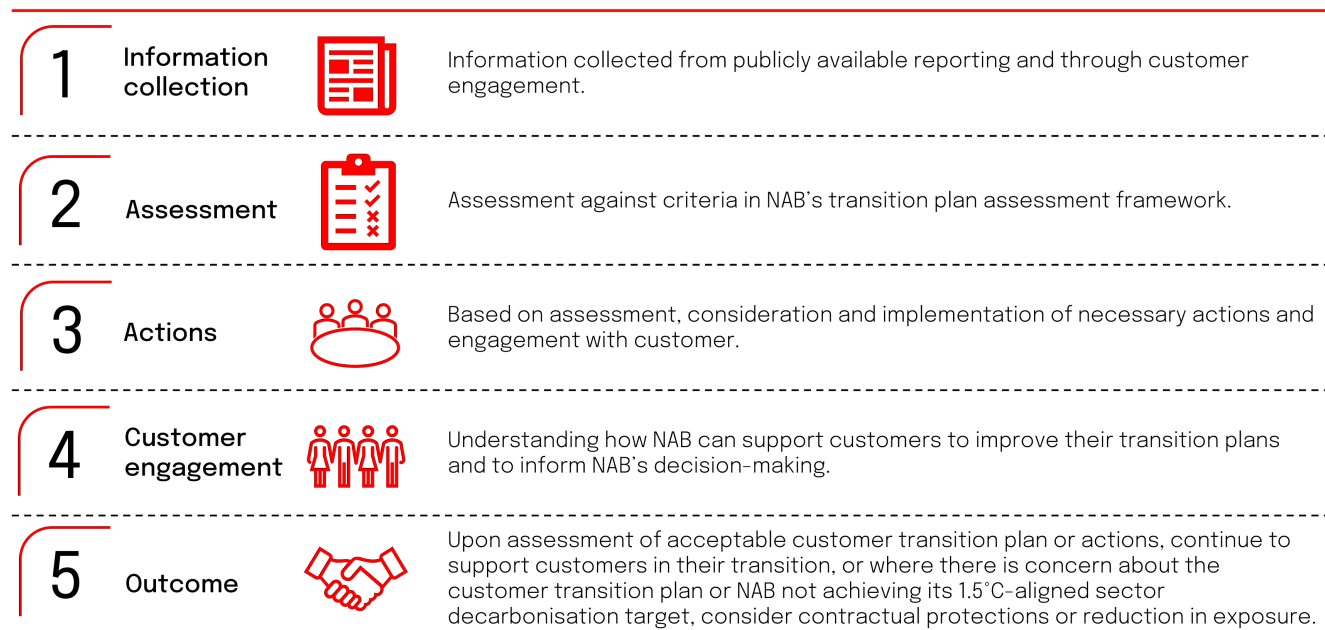 1
Information
collection
Information collected from publicly available reporting and through customer
engagement.
2
Assessment
Assessment against criteria in NAB's transition plan assessment framework.
3
Actions
Based on assessment, consideration and implementation of necessary actions and
engagement with customer.
4
Customer
engagement
Understanding how NAB can support customers to improve their transition plans
and to inform NAB's decision-making.
5
Outcome
Upon assessment of acceptable customer transition plan or actions, continue to
support customers in their transition, or where there is concern about the
customer transition plan or NAB not achieving its 1.5°C-aligned sector
decarbonisation target, consider contractual protections or reduction in exposure.